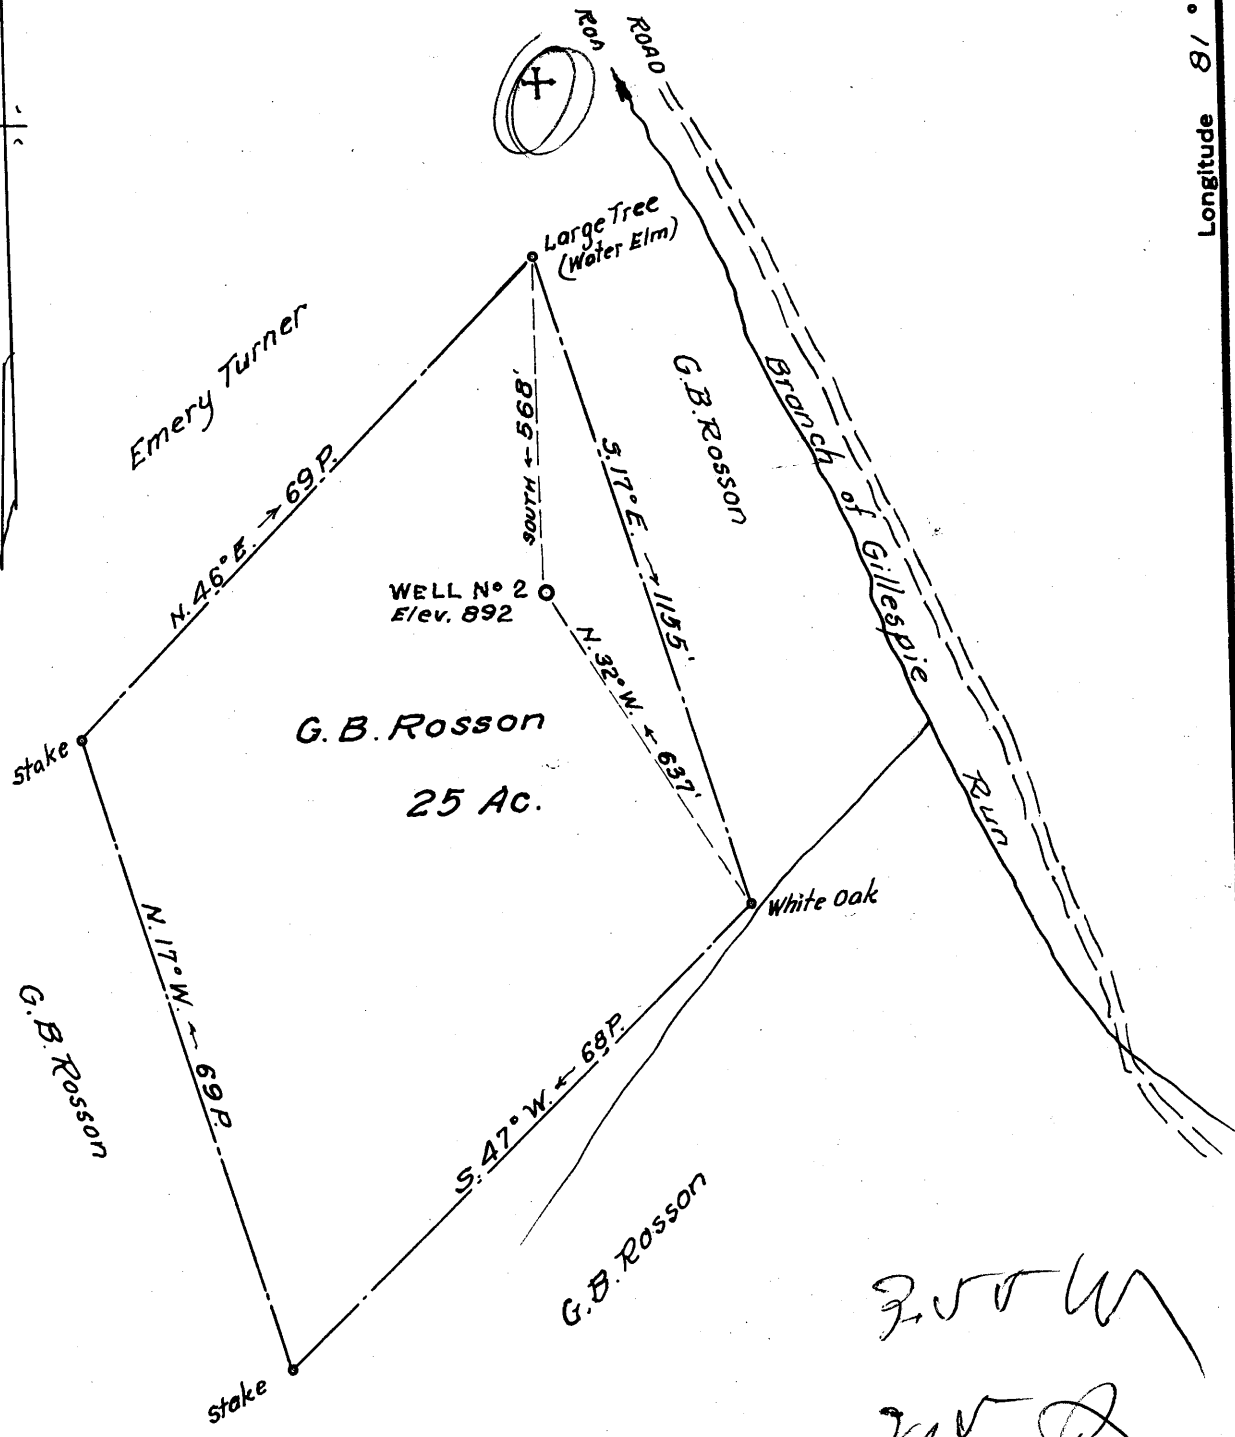 ROA
ROAD
Longitude 81°
Large Tree
(Water Elm)
Emery Turner
SOUTH ← 568'
G.B. Rosson
S. 17° E. → 1155'
Branch of Gillespie Run
N. 46° E. → 69 P.
WELL Nº 2
Elev. 892
N. 32° W. ← 637'
G. B. Rosson
25 Ac.
Stake
White Oak
N. 17° W. ← 69 P.
G.B. Rosson
S. 47° W. ← 68 P.
G.B. Rosson
Stake